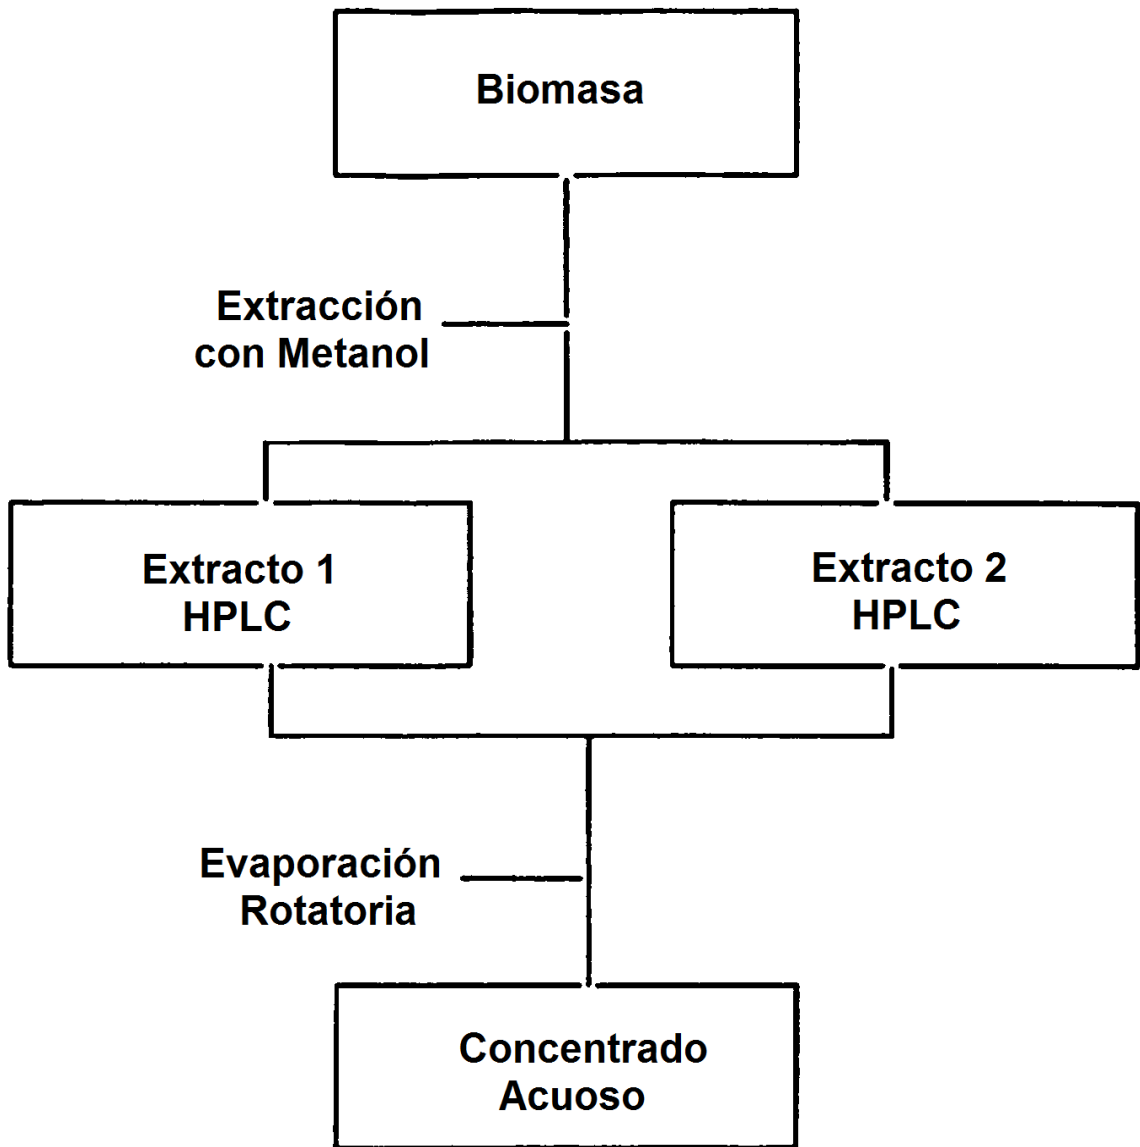 Biomasa
Extracción
con Metanol
Extracto 1
HPLC
Extracto 2
HPLC
Evaporación
Rotatoria
Concentrado
Acuoso